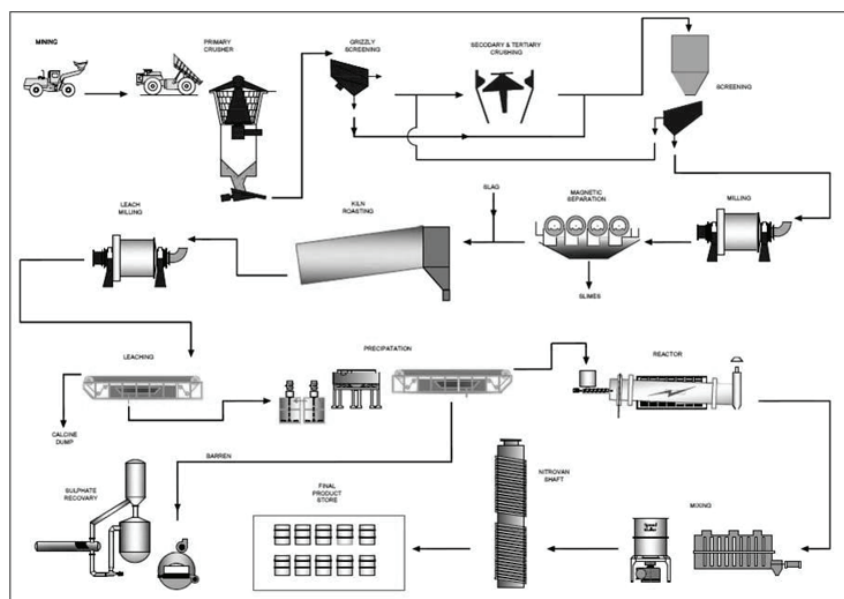 MINING
PRIMARY
CRUSHER
GRIZZLY
SCREENING
SECODARY & TERTIARY
CRUSHING
SCREENING
LEACH
MILLING
KILN
ROASTING
SLAG
MAGNETIC
SEPARATION
MILLING
SLIMES
LEACHING
PRECIPATATION
REACTOR
CALCINE
DUMP
BARREN
SULPHATE
RECOVARY
FINAL
PRODUCT
STORE
NITROVAN
SHAFT
MIXING